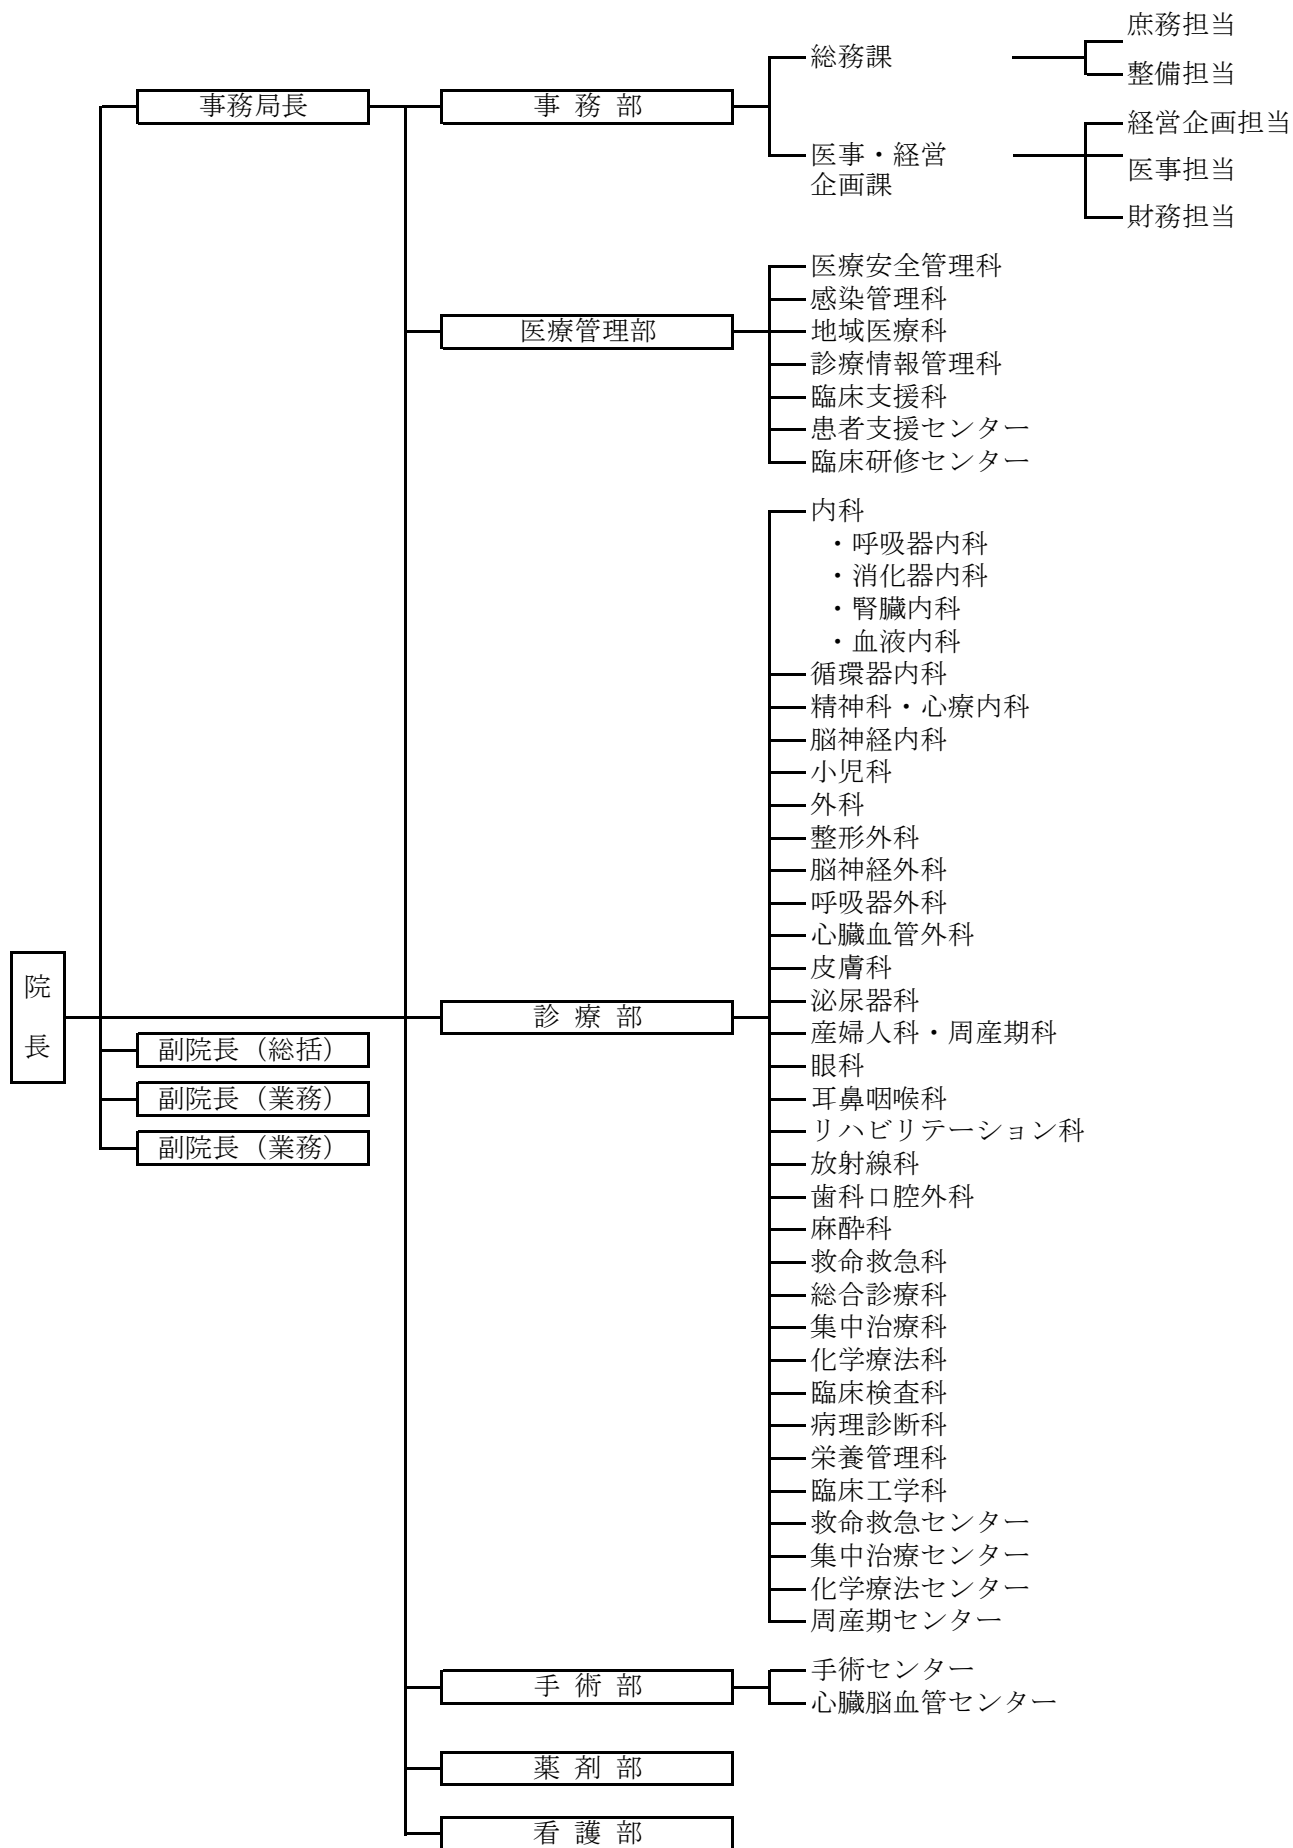 庶務担当
総務課
整備担当
事務局長
事 務 部
経営企画担当
医事・経営
企画課
医事担当
財務担当
医療安全管理科
感染管理科
医療管理部
地域医療科
診療情報管理科
臨床支援科
患者支援センター
臨床研修センター
内科
・呼吸器内科
・消化器内科
・腎臓内科
・血液内科
循環器内科
精神科・心療内科
脳神経内科
小児科
外科
整形外科
脳神経外科
呼吸器外科
心臓血管外科
皮膚科
泌尿器科
院長
診 療 部
産婦人科・周産期科
副院長（総括）
眼科
副院長（業務）
耳鼻咽喉科
リハビリテーション科
副院長（業務）
放射線科
歯科口腔外科
麻酔科
救命救急科
総合診療科
集中治療科
化学療法科
臨床検査科
病理診断科
栄養管理科
臨床工学科
救命救急センター
集中治療センター
化学療法センター
周産期センター
手 術 部
手術センター
心臓脳血管センター
薬 剤 部
看 護 部